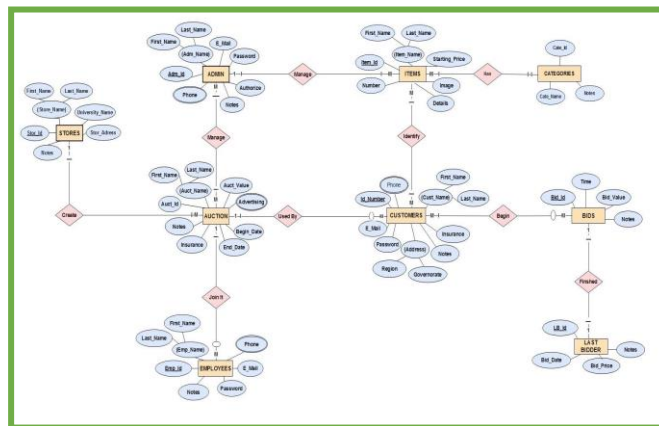 First_Name
Last_Name
(Store_Name)
University_Name
Stor_Id
STORES
Stor_Adress
Notes
Create
First_Name
Last_Name
E_Mail
(Adm_Name)
Password
Adm_Id
ADMIN
Phone
Authorize
Notes
Manage
Manage
First_Name
Last_Name
(Item_Name)
Starting_Price
Item_Id
ITEMS
Number
Image
Details
Cato_Id
CATEGORIES
Cato_Name
Notes
Identify
First_Name
Last_Name
Auct_Value
(Auct_Name)
Advertising
Auct_Id
AUCTION
Notes
Begin_Date
Insurance
End_Date
Used By
Phone
First_Name
Id_Number
(Cust_Name)
Last_Name
CUSTOMERS
E_Mail
Insurance
Password
Notes
(Address)
Region
Governorate
Begin
Time
Bid_Id
Bid_Value
BIDS
Notes
Finished
LB_Id
LAST
BIDDER
Notes
Bid_Date
Bid_Price
Join It
First_Name
Last_Name
(Emp_Name)
Phone
Emp_Id
EMPLOYEES
E_Mail
Notes
Password